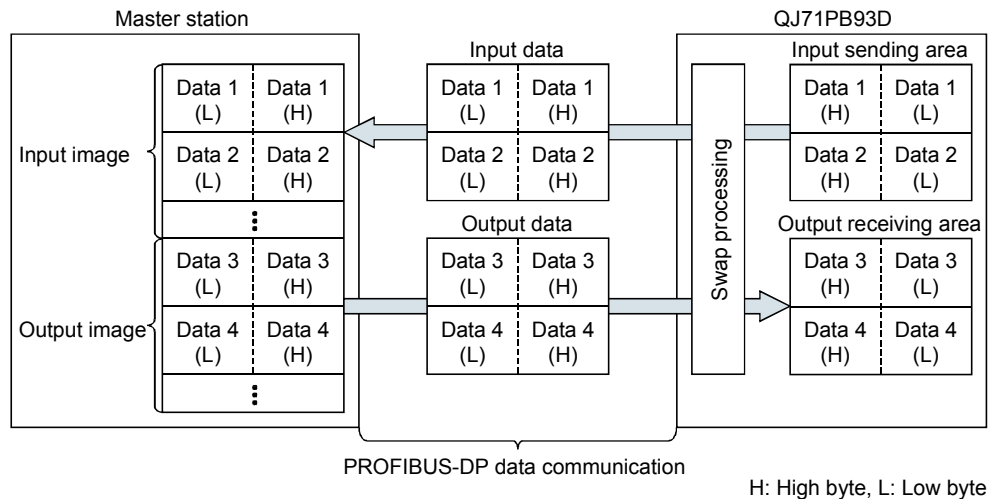 Master station
QJ71PB93D
Input data
Input sending area
Data 1 (L) Data 1 (H)
Data 2 (L) Data 2 (H)
Input image
Data 1 (L) Data 1 (H)
Data 2 (L) Data 2 (H)
Data 1 (H) Data 1 (L)
Data 2 (H) Data 2 (L)
Swap processing
Output data
Output receiving area
Data 3 (L) Data 3 (H)
Data 4 (L) Data 4 (H)
Output image
Data 3 (L) Data 3 (H)
Data 4 (L) Data 4 (H)
Data 3 (H) Data 3 (L)
Data 4 (H) Data 4 (L)
PROFIBUS-DP data communication
H: High byte, L: Low byte